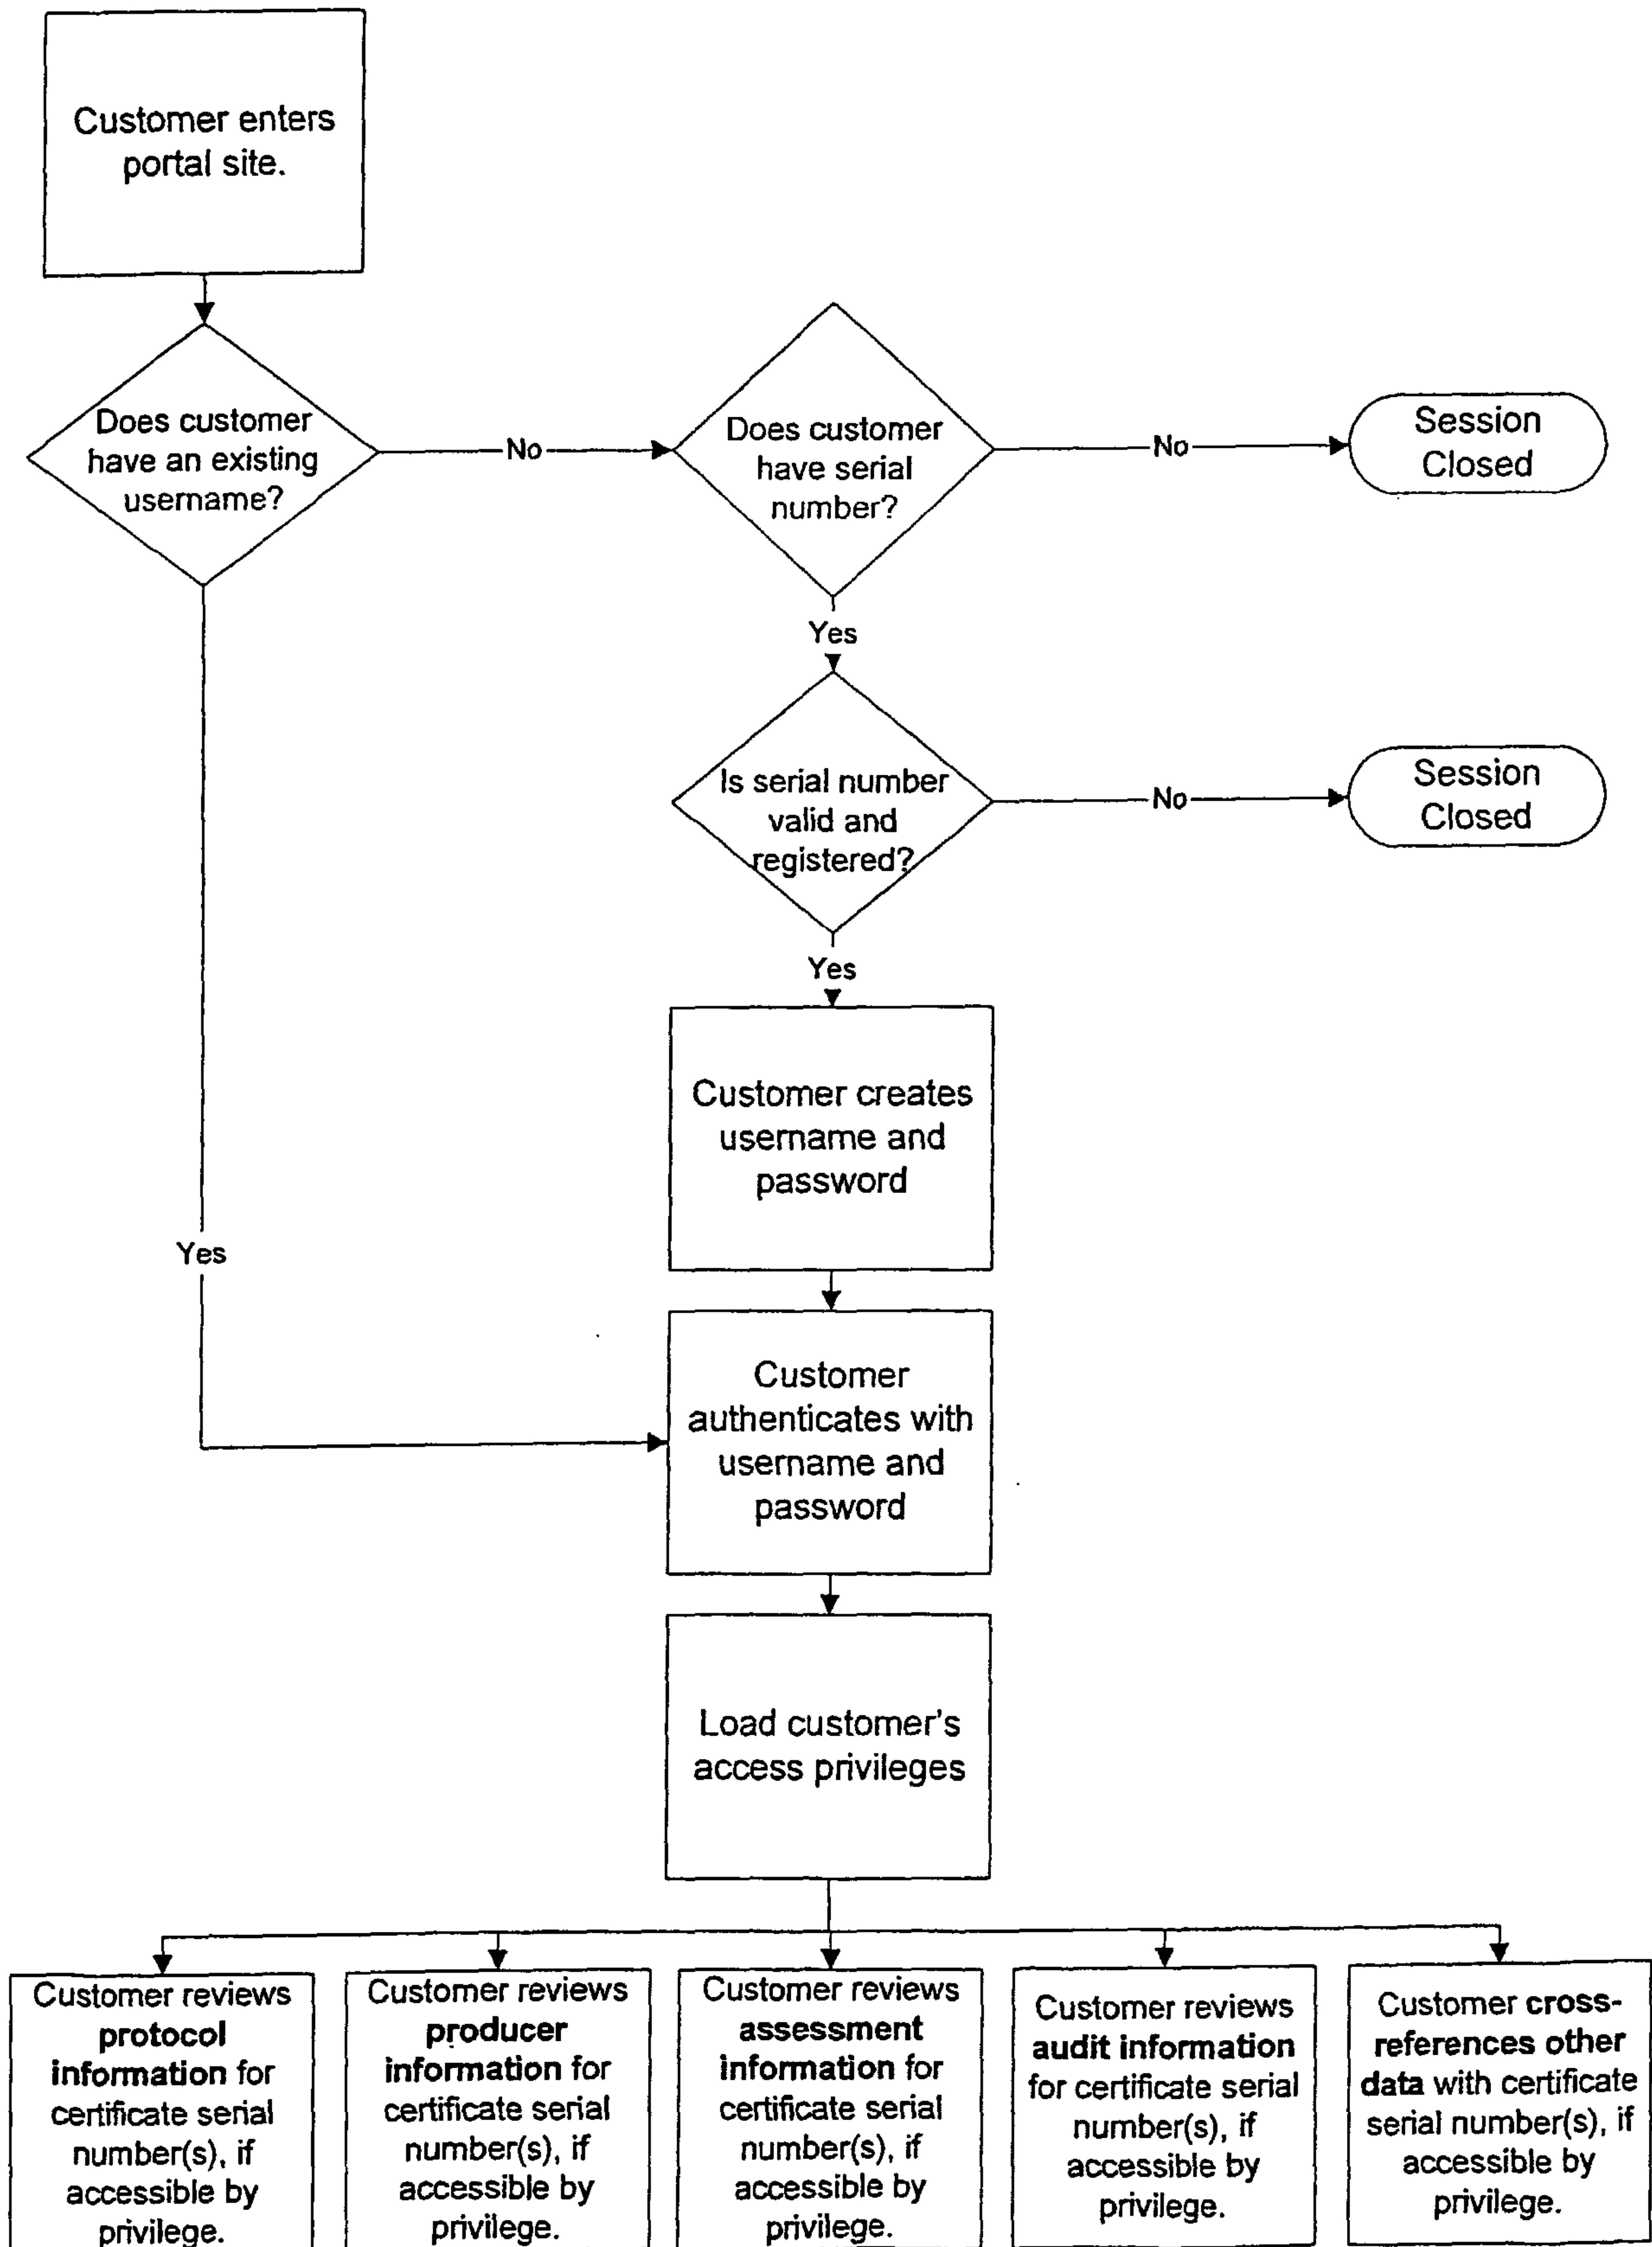 Customer enters
portal site.
Does customer
have an existing
username?
No
Does customer
have serial
number?
No
Session
Closed
Yes
Is serial number
valid and
registered?
No
Session
Closed
Yes
Customer creates
username and
password
Yes
Customer
authenticates with
username and
password
Load customer's
access privileges
Customer reviews
protocol
information for
certificate serial
number(s), if
accessible by
privilege.
Customer reviews
producer
information for
certificate serial
number(s), if
accessible by
privilege.
Customer reviews
assessment
information for
certificate serial
number(s), if
accessible by
privilege.
Customer reviews
audit information
for certificate serial
number(s), if
accessible by
privilege.
Customer cross-
references other
data with certificate
serial number(s), if
accessible by
privilege.